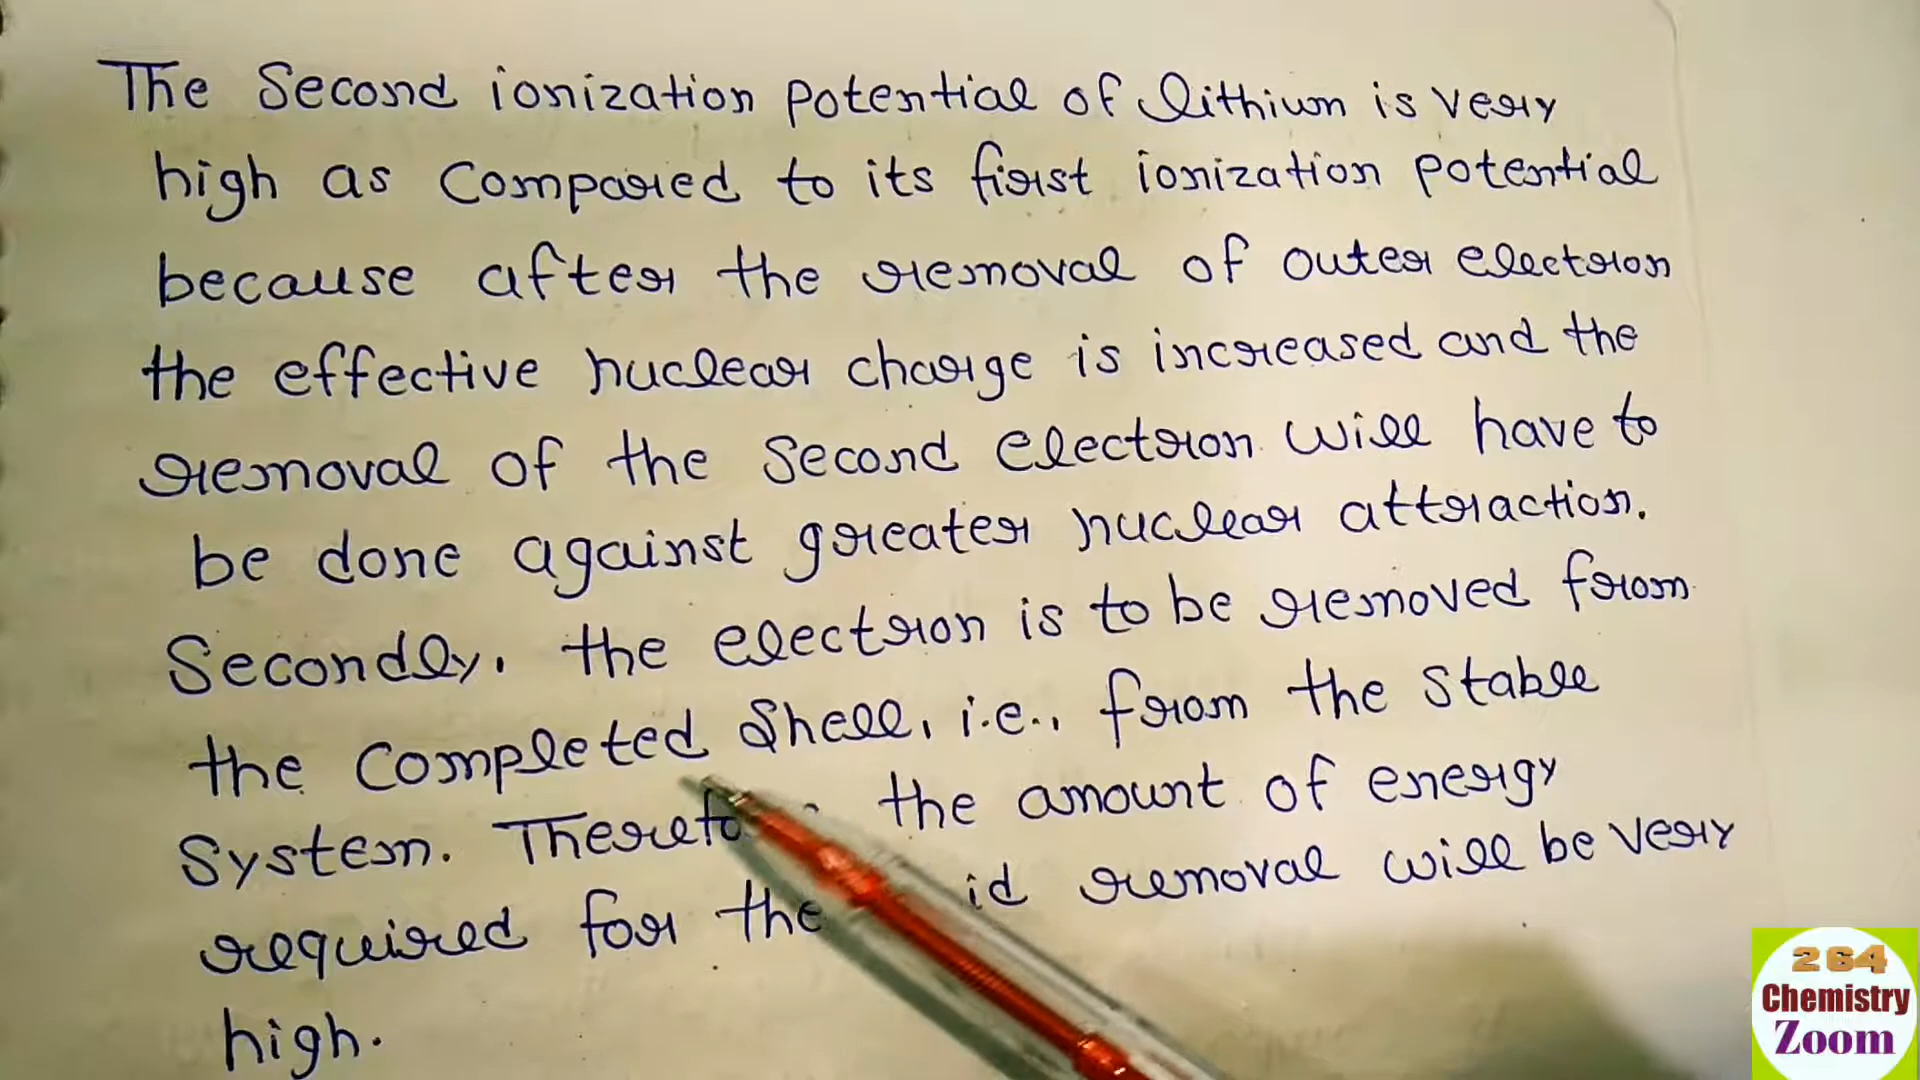 The Second ionization potential of lithium is very
high as Compared to its first ionization potential
because after the removal of outer electron
the effective nuclear charge is increased and the
removal of the Second electron will have to
be done against greater nuclear attraction.
Secondly, the electron is to be removed from
the Completed Shell, i.e., from the stable
System. the amount of energy
required for the removal will be very
high.
264
Chemistry
Zoom